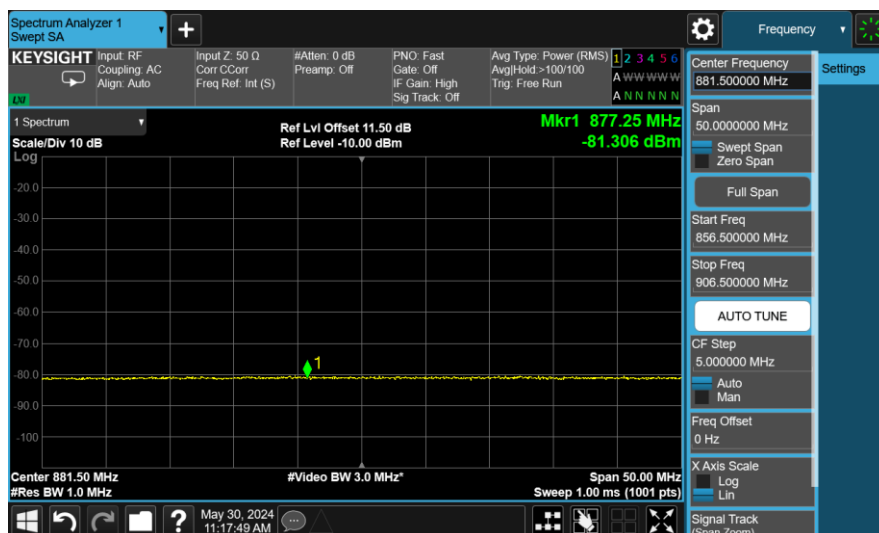 Spectrum Analyzer 1
Swept SA
Frequency
KEYSIGHT
Input: RF
Coupling: AC
Align: Auto
Input Z: 50 Ω
Corr CCorr
Freq Ref: Int (S)
#Atten: 0 dB
Preamp: Off
PNO: Fast
Gate: Off
IF Gain: High
Sig Track: Off
Avg Type: Power (RMS)
Avg|Hold:>100/100
Trig: Free Run
1 2 3 4 5 6
A W W W W W
A N N N N N
LXI
Center Frequency
881.500000 MHz
Settings
Span
50.0000000 MHz
Swept Span
Zero Span
Full Span
Start Freq
856.500000 MHz
Stop Freq
906.500000 MHz
AUTO TUNE
CF Step
5.000000 MHz
Auto
Man
Freq Offset
0 Hz
X Axis Scale
Log
Lin
Signal Track
(Span Zoom)
1 Spectrum
Scale/Div 10 dB
Log
Ref Lvl Offset 11.50 dB
Ref Level -10.00 dBm
Mkr1 877.25 MHz
-81.306 dBm
-20.0
-30.0
-40.0
-50.0
-60.0
-70.0
1
-80.0
-90.0
-100
Center 881.50 MHz
#Res BW 1.0 MHz
#Video BW 3.0 MHz*
Span 50.00 MHz
Sweep 1.00 ms (1001 pts)
?
May 30, 2024
11:17:49 AM